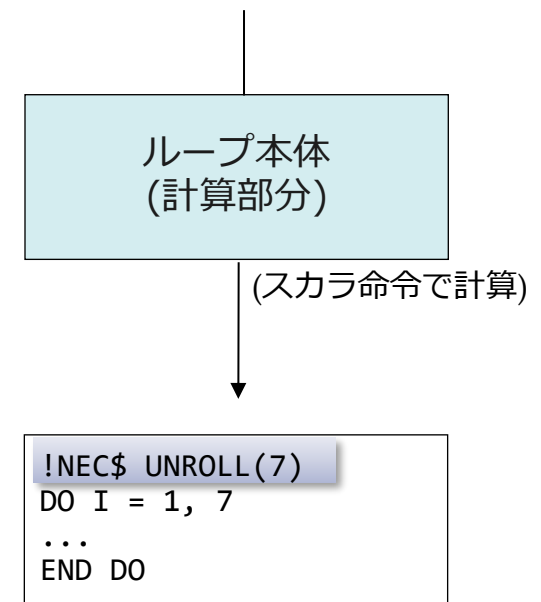 ループ本体
(計算部分)
(スカラ命令で計算)
!NEC$ UNROLL(7)
DO I = 1, 7
...
END DO